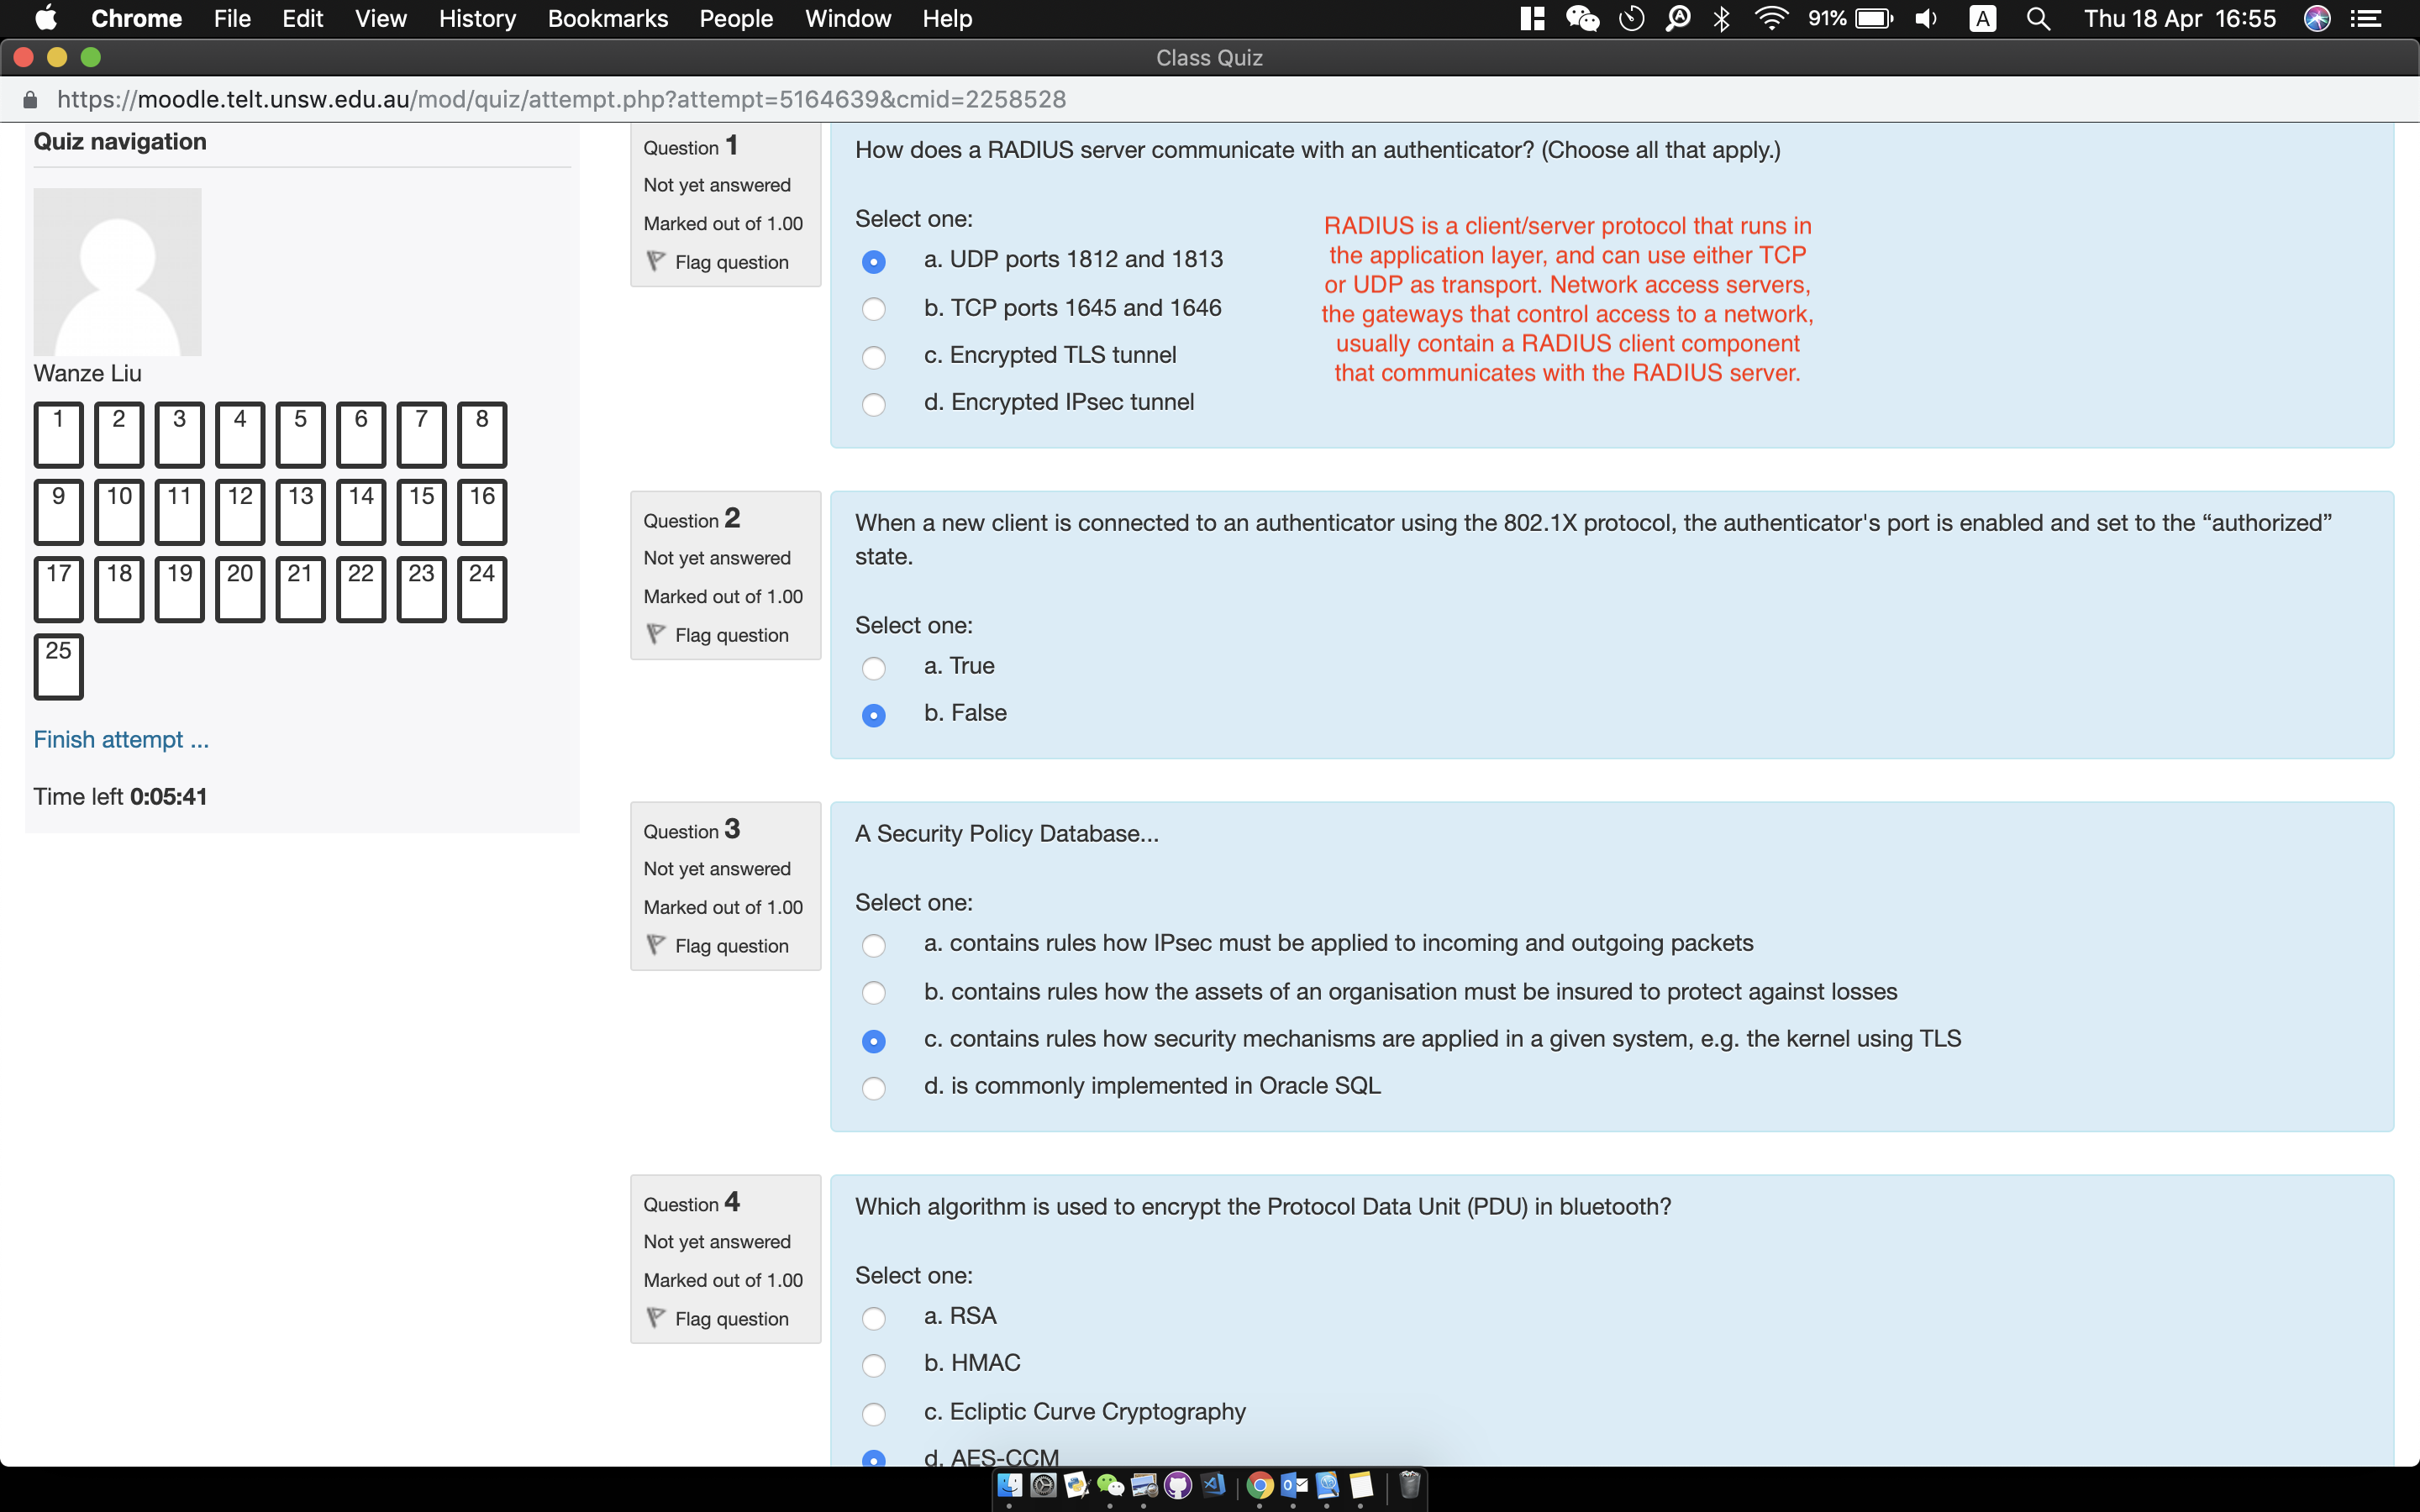 Chrome File Edit View History Bookmarks People Window Help 91% A Thu 18 Apr 16:55
Class Quiz
https://moodle.telt.unsw.edu.au/mod/quiz/attempt.php?attempt=5164639&cmid=2258528
Quiz navigation
Wanze Liu
1 2 3 4 5 6 7 8
9 10 11 12 13 14 15 16
17 18 19 20 21 22 23 24
25
Finish attempt ...
Time left 0:05:41
Question 1
Not yet answered
Marked out of 1.00
Flag question
How does a RADIUS server communicate with an authenticator? (Choose all that apply.)
Select one:
a. UDP ports 1812 and 1813
b. TCP ports 1645 and 1646
c. Encrypted TLS tunnel
d. Encrypted IPsec tunnel
RADIUS is a client/server protocol that runs in
the application layer, and can use either TCP
or UDP as transport. Network access servers,
the gateways that control access to a network,
usually contain a RADIUS client component
that communicates with the RADIUS server.
Question 2
Not yet answered
Marked out of 1.00
Flag question
When a new client is connected to an authenticator using the 802.1X protocol, the authenticator's port is enabled and set to the “authorized”
state.
Select one:
a. True
b. False
Question 3
Not yet answered
Marked out of 1.00
Flag question
A Security Policy Database...
Select one:
a. contains rules how IPsec must be applied to incoming and outgoing packets
b. contains rules how the assets of an organisation must be insured to protect against losses
c. contains rules how security mechanisms are applied in a given system, e.g. the kernel using TLS
d. is commonly implemented in Oracle SQL
Question 4
Not yet answered
Marked out of 1.00
Flag question
Which algorithm is used to encrypt the Protocol Data Unit (PDU) in bluetooth?
Select one:
a. RSA
b. HMAC
c. Ecliptic Curve Cryptography
d. AES-CCM